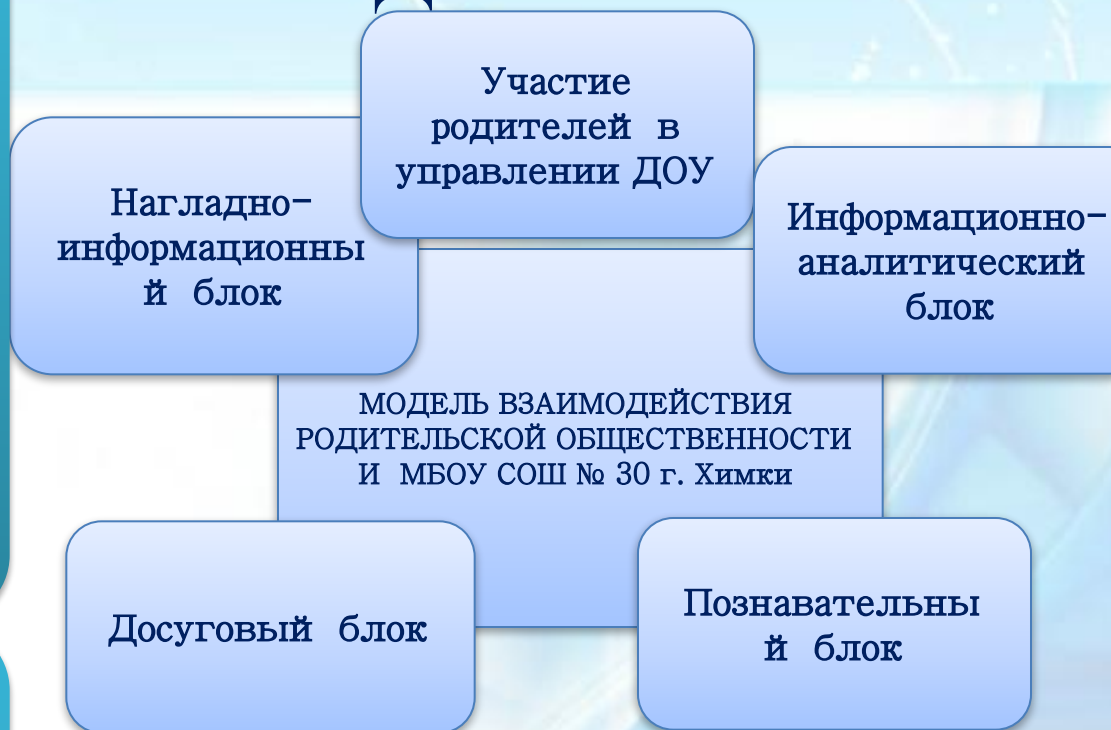 Участие
родителей в
управлении ДОУ
Нагладно-
информационны
й блок
Информационно-
аналитический
блок
МОДЕЛЬ ВЗАИМОДЕЙСТВИЯ
РОДИТЕЛЬСКОЙ ОБЩЕСТВЕННОСТИ
И МБОУ СОШ № 30 г. Химки
Досуговый блок
Познавательны
й блок